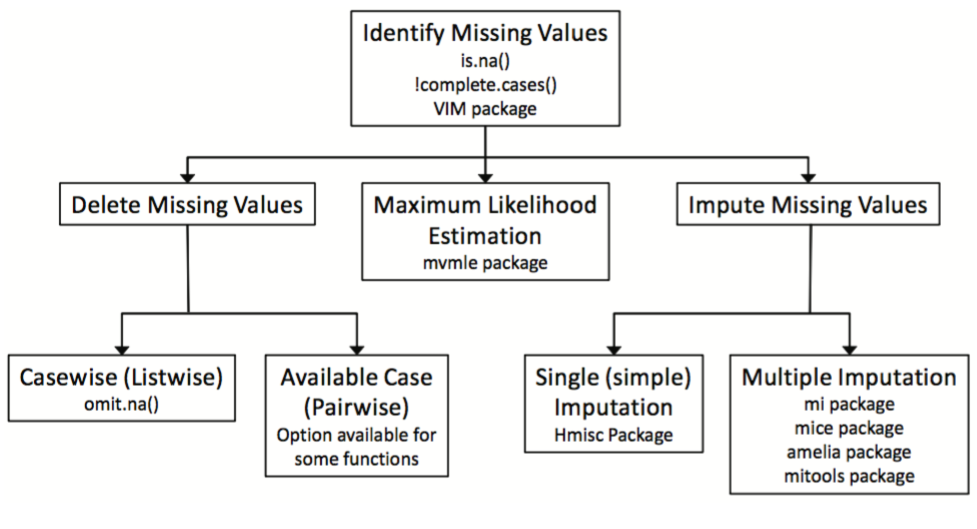 Identify Missing Values
is.na()
!complete.cases()
VIM package
Delete Missing Values
Maximum Likelihood
Estimation
mvmle package
Impute Missing Values
Casewise (Listwise)
omit.na()
Available Case
(Pairwise)
Option available for
some functions
Single (simple)
Imputation
Hmisc Package
Multiple Imputation
mi package
mice package
amelia package
mitools package